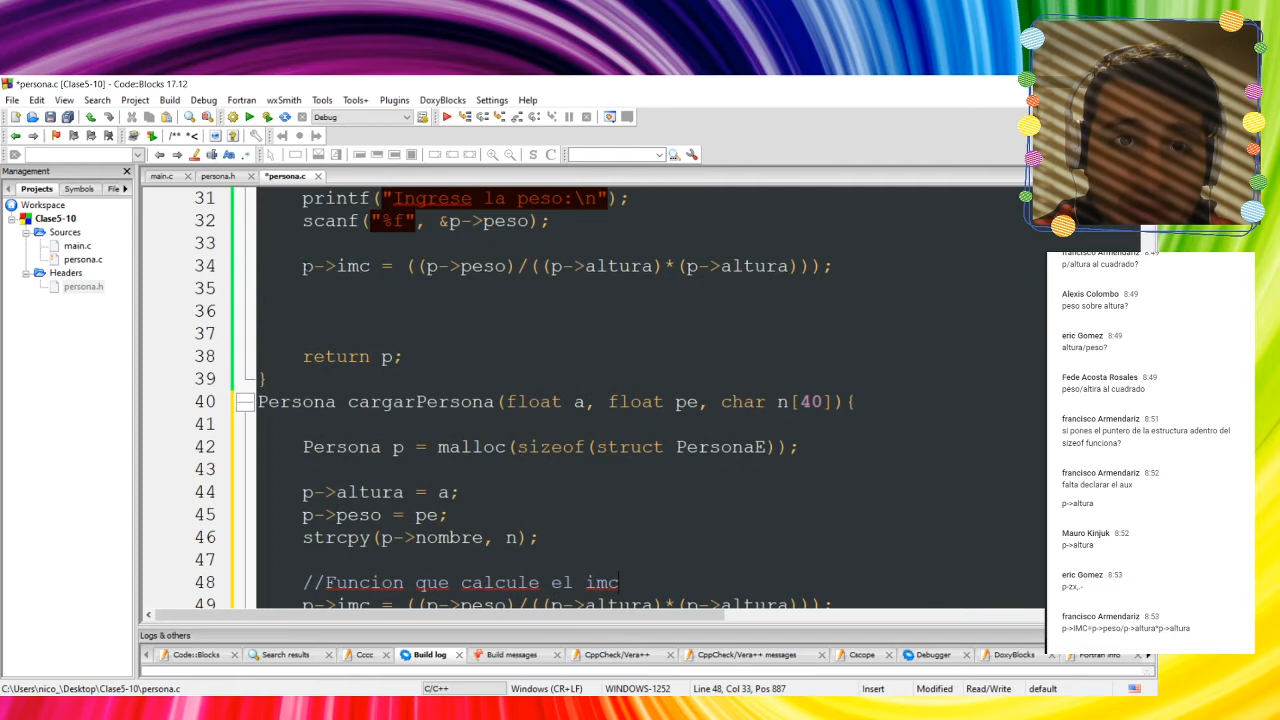 *persona.c [Clase5-10] - Code::Blocks 17.12
File Edit View Search Project Build Debug Fortran wxSmith Tools Tools+ Plugins DoxyBlocks Settings Help
Debug
Management
main.c persona.h *persona.c
Projects Symbols File
Workspace
Clase5-10
Sources
main.c
persona.c
Headers
persona.h
31 printf("Ingrese la peso:\n");
32 scanf("%f", &p->peso);
33
34 p->imc = ((p->peso)/((p->altura)*(p->altura)));
35
36
37
38 return p;
39 }
40 Persona cargarPersona(float a, float pe, char n[40]){
41
42 Persona p = malloc(sizeof(struct PersonaE));
43
44 p->altura = a;
45 p->peso = pe;
46 strcpy(p->nombre, n);
47
48 //Funcion que calcule el imc
49 p->imc = ((p->peso)/((p->altura)*(p->altura)));
Logs & others
Code::Blocks Search results Cccc Build log Build messages CppCheck/Vera++ CppCheck/Vera++ messages Cscope Debugger DoxyBlocks Fortran info
C:\Users\nico_\Desktop\Clase5-10\persona.c C/C++ Windows (CR+LF) WINDOWS-1252 Line 48, Col 33, Pos 887 Insert Modified Read/Write default
francisco Armendariz 8:49
p/altura al cuadrado?
Alexis Colombo 8:49
peso sobre altura?
eric Gomez 8:49
altura/peso?
Fede Acosta Rosales 8:49
peso/altira al cuadrado
francisco Armendariz 8:51
si pones el puntero de la estructura adentro del
sizeof funciona?
francisco Armendariz 8:52
falta declarar el aux
p->altura
Mauro Kinjuk 8:52
p->altura
eric Gomez 8:53
p-zx,.-
francisco Armendariz 8:53
p->IMC=p->peso/p->altura*p->altura